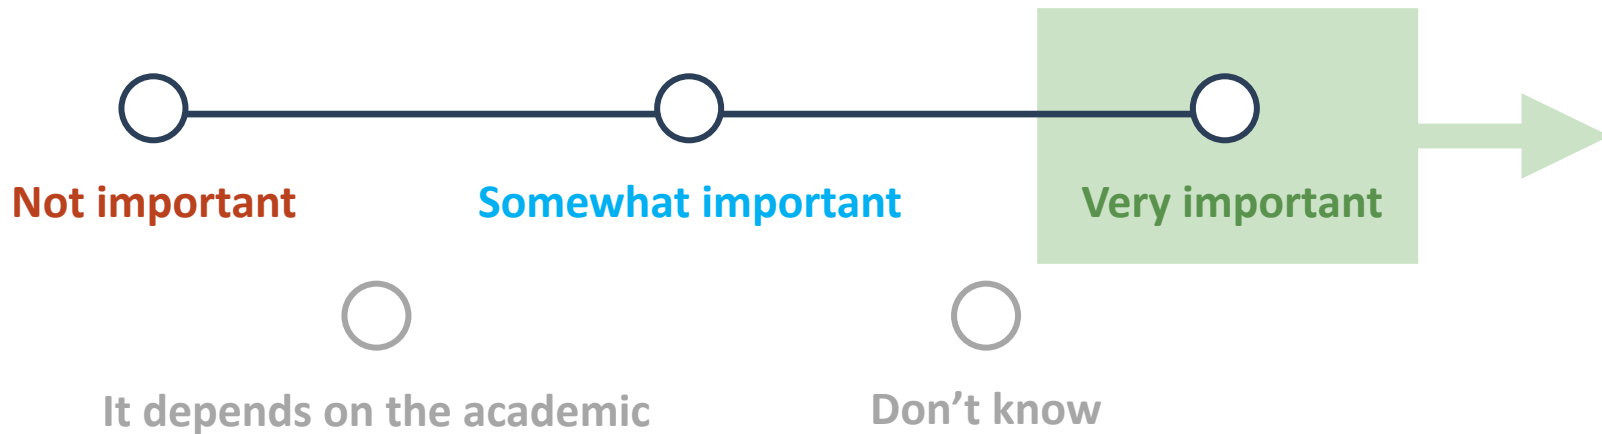 Not important
Somewhat important
Very important
It depends on the academic
Don’t know